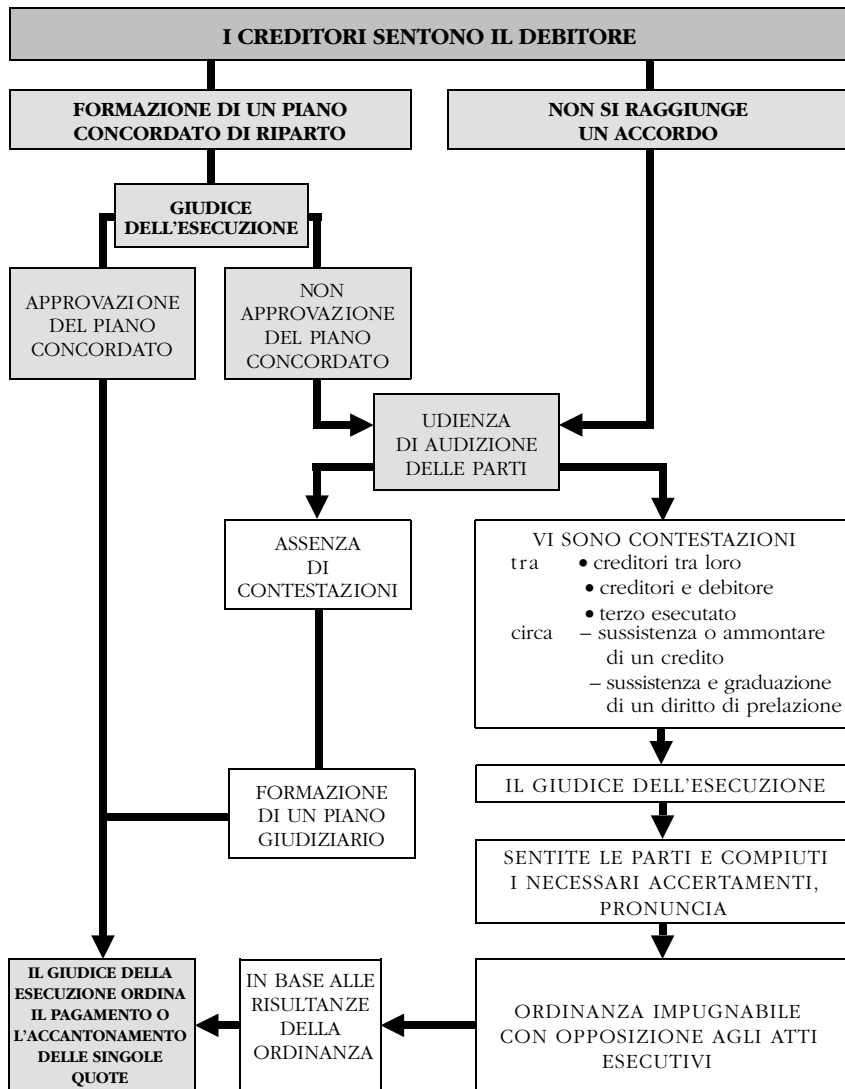 I CREDITORI SENTONO IL DEBITORE
FORMAZIONE DI UN PIANO
CONCORDATO DI RIPARTO
NON SI RAGGIUNGE
UN ACCORDO
GIUDICE
DELL'ESECUZIONE
APPROVAZIONE
DEL PIANO
CONCORDATO
NON
APPROVAZIONE
DEL PIANO
CONCORDATO
UDIENZA
DI AUDIZIONE
DELLE PARTI
ASSENZA
DI
CONTESTAZIONI
VI SONO CONTESTAZIONI
tra • creditori tra loro
• creditori e debitore
• terzo esecutato
circa – sussistenza o ammontare
di un credito
– sussistenza e graduazione
di un diritto di prelazione
FORMAZIONE
DI UN PIANO
GIUDIZIARIO
IL GIUDICE DELL'ESECUZIONE
SENTITE LE PARTI E COMPIUTI
I NECESSARI ACCERTAMENTI,
PRONUNCIA
IL GIUDICE DELLA
ESECUZIONE ORDINA
IL PAGAMENTO O
L'ACCANTONAMENTO
DELLE SINGOLE
QUOTE
IN BASE ALLE
RISULTANZE
DELLA
ORDINANZA
ORDINANZA IMPUGNABILE
CON OPPOSIZIONE AGLI ATTI
ESECUTIVI